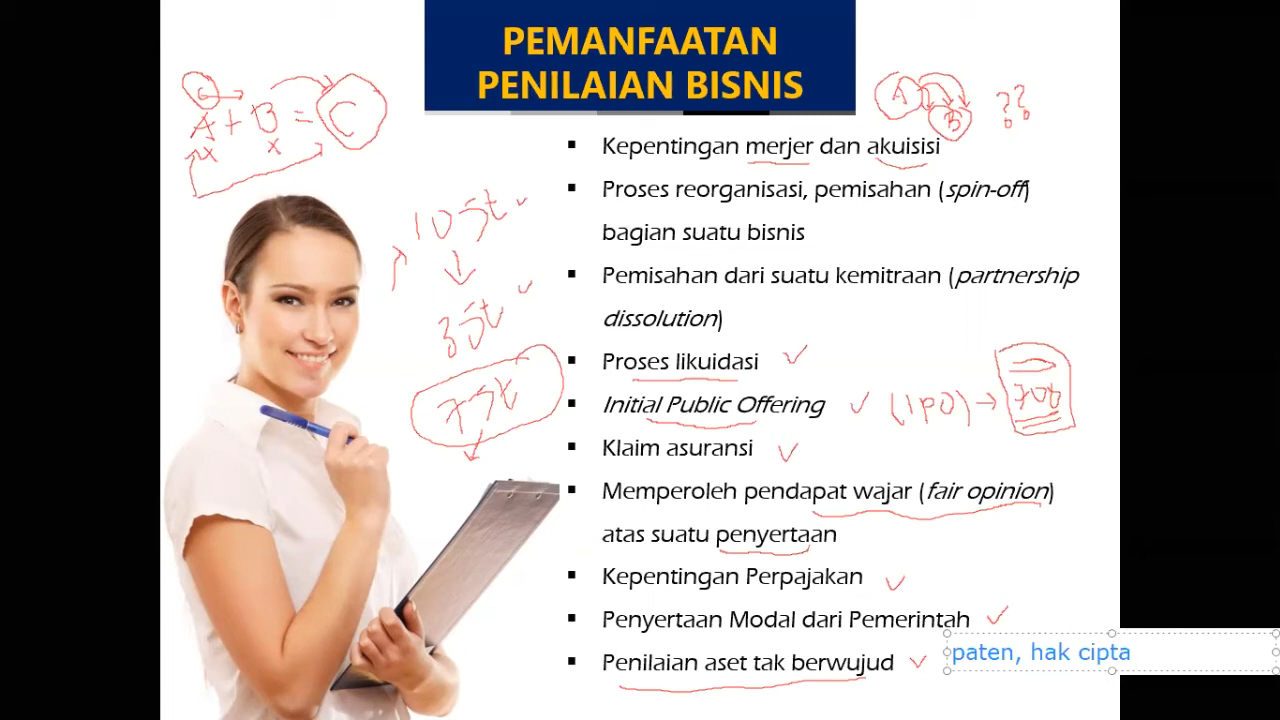 PEMANFAATAN
PENILAIAN BISNIS
C
A + B = C
x x
A B ??
Kepentingan merjer dan akuisisi
Proses reorganisasi, pemisahan (spin-off)
bagian suatu bisnis
Pemisahan dari suatu kemitraan (partnership
dissolution)
Proses likuidasi
Initial Public Offering (IPO) →
Klaim asuransi
Memperoleh pendapat wajar (fair opinion)
atas suatu penyertaan
Kepentingan Perpajakan
Penyertaan Modal dari Pemerintah
Penilaian aset tak berwujud
paten, hak cipta